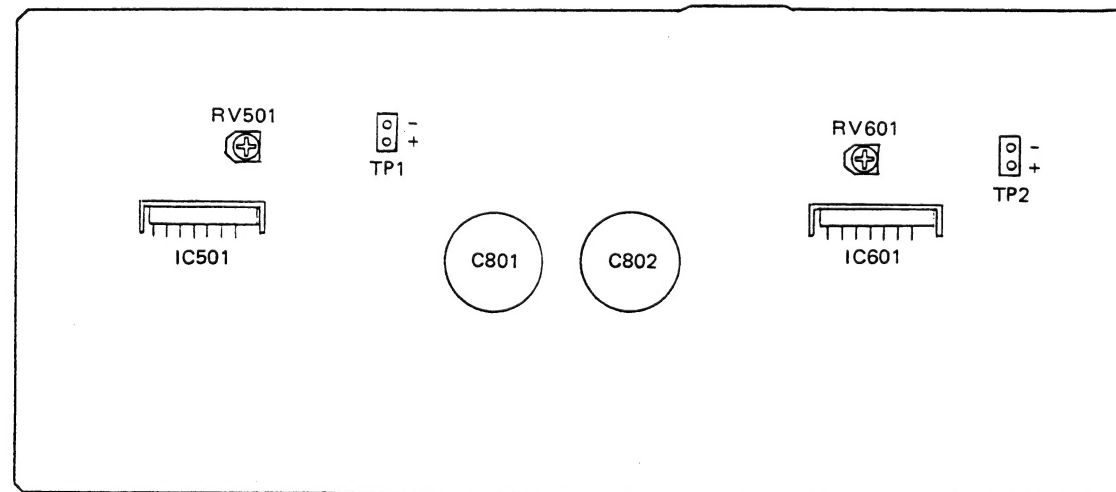 RV501
-
+
TP1
IC501
C801
C802
RV601
-
+
TP2
IC601